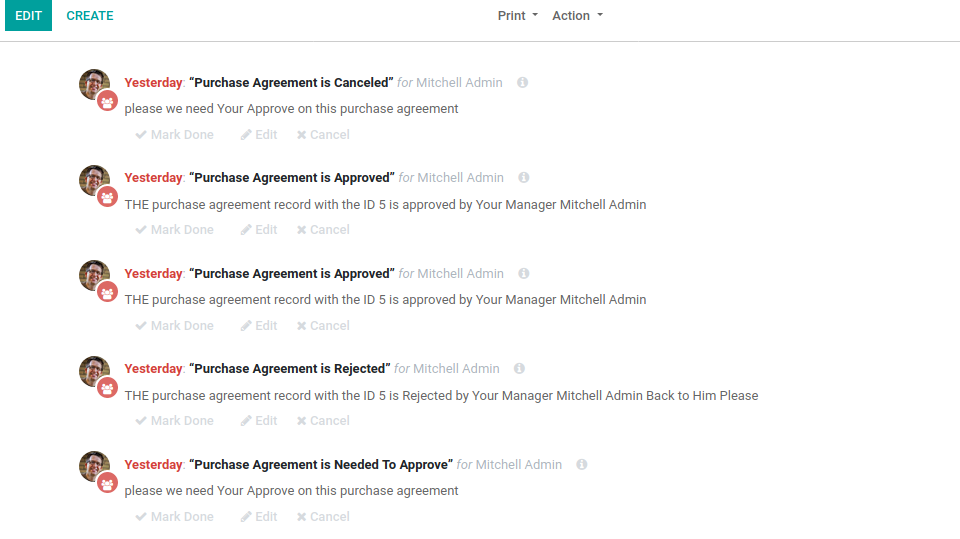 EDIT CREATE Print Action
Yesterday: “Purchase Agreement is Canceled” for Mitchell Admin
please we need Your Approve on this purchase agreement
Mark Done Edit Cancel
Yesterday: “Purchase Agreement is Approved” for Mitchell Admin
THE purchase agreement record with the ID 5 is approved by Your Manager Mitchell Admin
Mark Done Edit Cancel
Yesterday: “Purchase Agreement is Approved” for Mitchell Admin
THE purchase agreement record with the ID 5 is approved by Your Manager Mitchell Admin
Mark Done Edit Cancel
Yesterday: “Purchase Agreement is Rejected” for Mitchell Admin
THE purchase agreement record with the ID 5 is Rejected by Your Manager Mitchell Admin Back to Him Please
Mark Done Edit Cancel
Yesterday: “Purchase Agreement is Needed To Approve” for Mitchell Admin
please we need Your Approve on this purchase agreement
Mark Done Edit Cancel